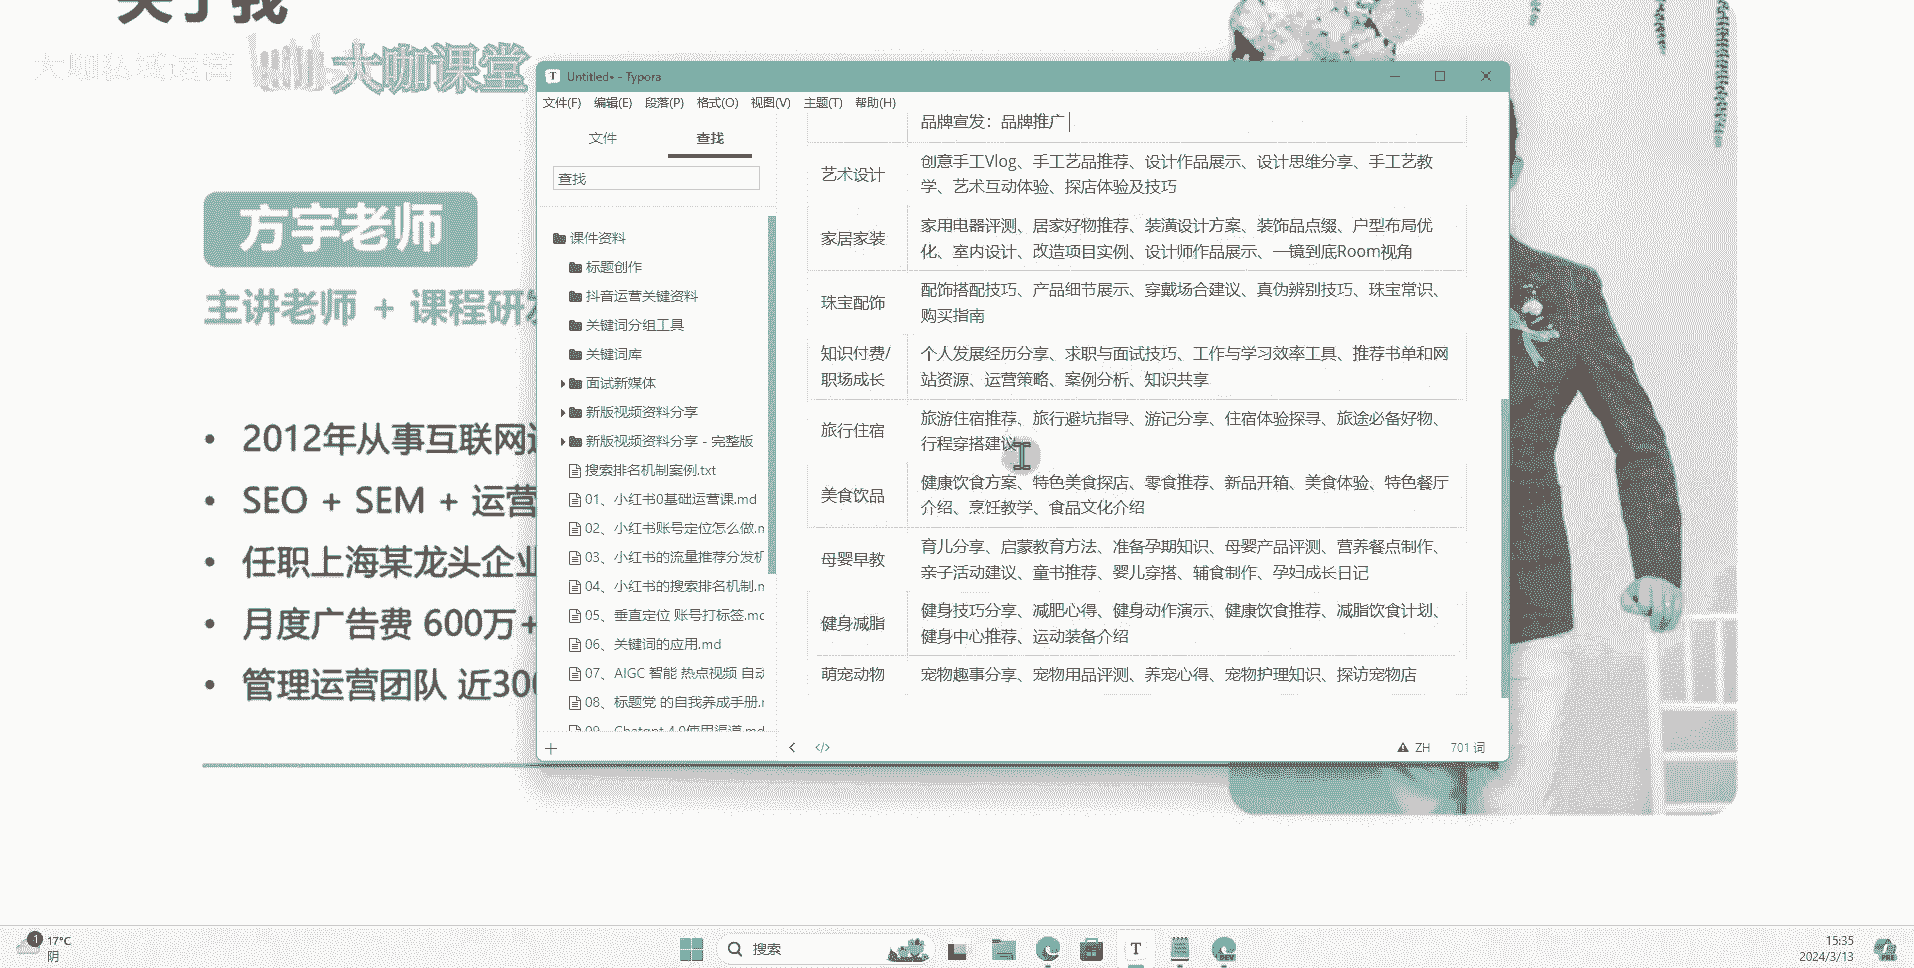 关于我
大咖私域运营
大咖课堂
方宇老师
主讲老师 + 课程研发
2012年从事互联网
SEO + SEM + 运营
任职上海某龙头企业
月度广告费 600万+
管理运营团队 近300
Untitled• - Typora
文件(F) 编辑(E) 段落(P) 格式(O) 视图(V) 主题(T) 帮助(H)
文件 查找
查找
课件资料
标题创作
抖音运营关键资料
关键词分组工具
关键词库
面试新媒体
新版视频资料分享
新版视频资料分享 - 完整版
搜索排名机制案例.txt
01、小红书0基础运营课.md
02、小红书账号定位怎么做.m
03、小红书的流量推荐分发机
04、小红书的搜索排名机制.m
05、垂直定位 账号打标签.md
06、关键词的应用.md
07、AIGC 智能 热点视频 自动
08、标题党 的自我养成手册.m
09、Chatgpt 4.0使用渠道.md
品牌宣发：品牌推广
艺术设计
创意手工Vlog、手工艺品推荐、设计作品展示、设计思维分享、手工艺教
学、艺术互动体验、探店体验及技巧
家居家装
家用电器评测、居家好物推荐、装潢设计方案、装饰品点缀、户型布局优
化、室内设计、改造项目实例、设计师作品展示、一镜到底Room视角
珠宝配饰
配饰搭配技巧、产品细节展示、穿戴场合建议、真伪辨别技巧、珠宝常识、
购买指南
知识付费/
职场成长
个人发展经历分享、求职与面试技巧、工作与学习效率工具、推荐书单和网
站资源、运营策略、案例分析、知识共享
旅行住宿
旅游住宿推荐、旅行避坑指导、游记分享、住宿体验探寻、旅途必备好物、
行程穿搭建议
美食饮品
健康饮食方案、特色美食探店、零食推荐、新品开箱、美食体验、特色餐厅
介绍、烹饪教学、食品文化介绍
母婴早教
育儿分享、启蒙教育方法、准备孕期知识、母婴产品评测、营养餐点制作、
亲子活动建议、童书推荐、婴儿穿搭、辅食制作、孕妇成长日记
健身减脂
健身技巧分享、减肥心得、健身动作演示、健康饮食推荐、减脂饮食计划、
健身中心推荐、运动装备介绍
萌宠动物
宠物趣事分享、宠物用品评测、养宠心得、宠物护理知识、探访宠物店
ZH 701 词
1
17°C
阴
搜索
T
DEV
15:35
2024/3/13
PRE